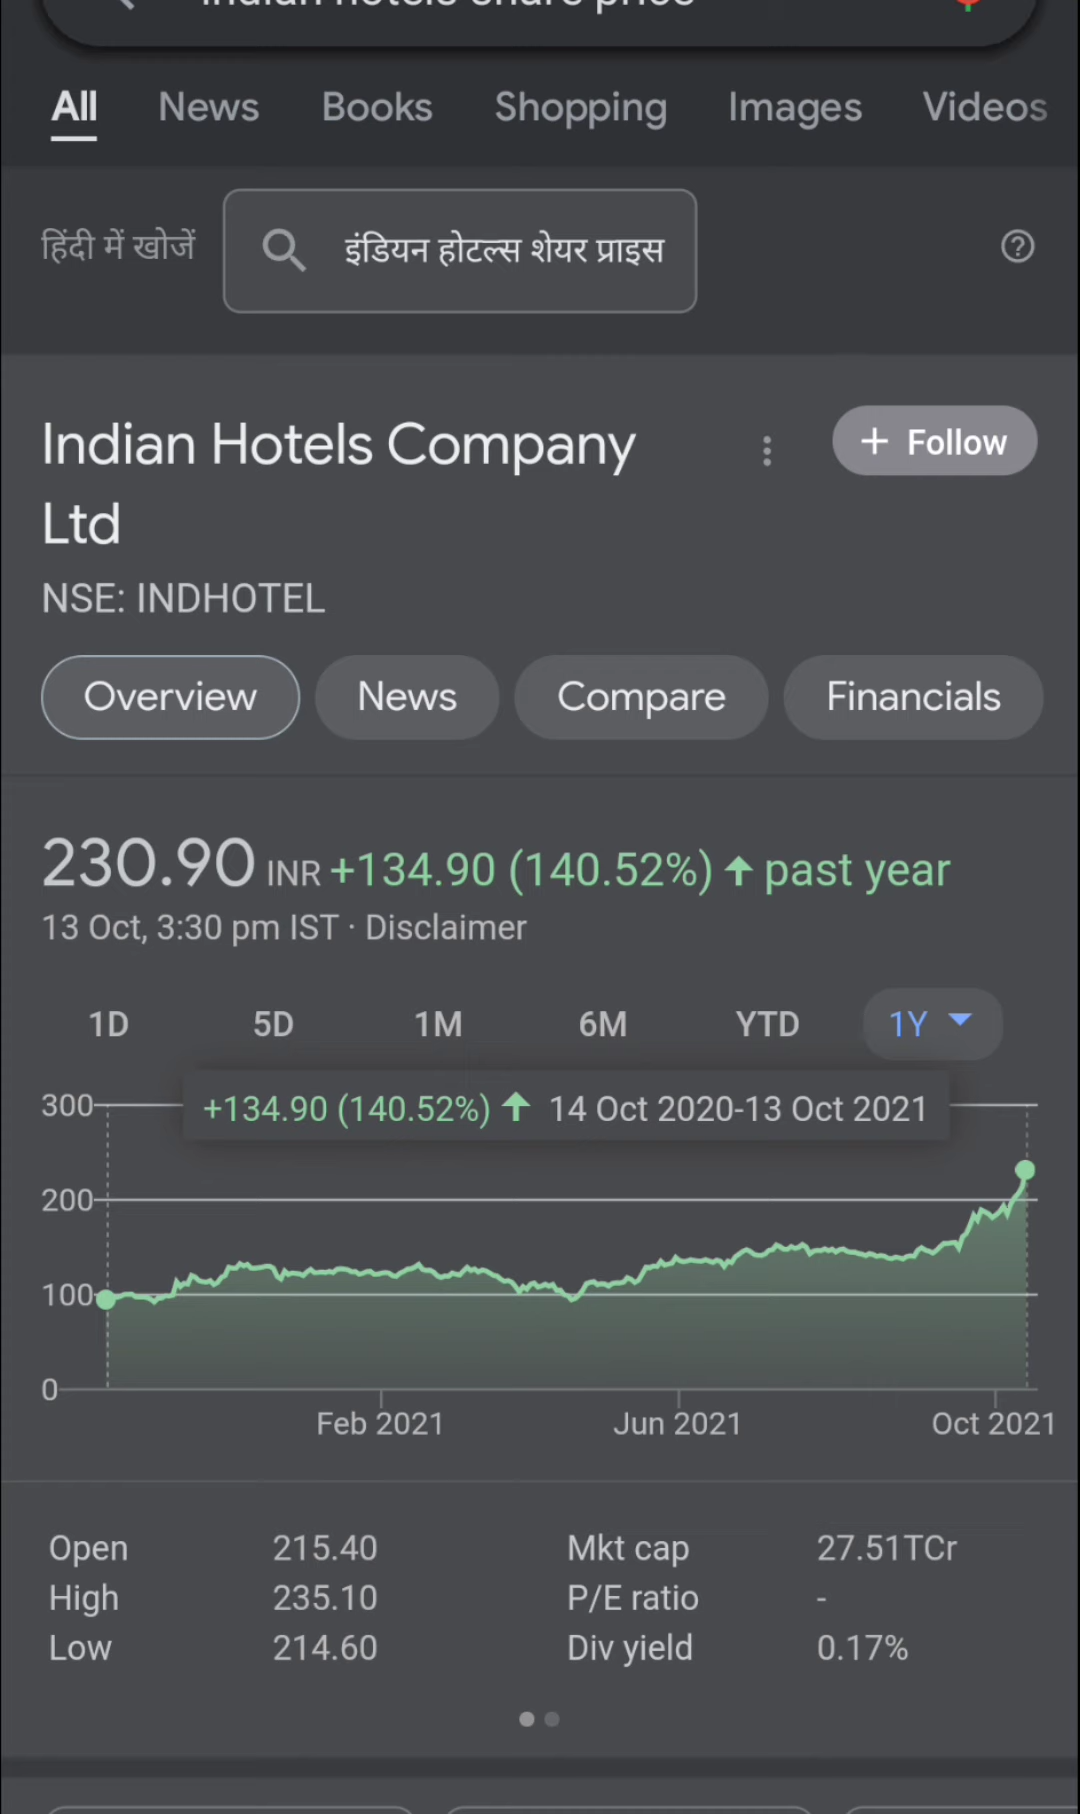 indian hotels share price
All News Books Shopping Images Videos
हिंदी में खोजें इंडियन होटल्स शेयर प्राइस
Indian Hotels Company
Ltd
+ Follow
NSE: INDHOTEL
Overview News Compare Financials
230.90 INR +134.90 (140.52%) ↑ past year
13 Oct, 3:30 pm IST · Disclaimer
1D 5D 1M 6M YTD 1Y
+134.90 (140.52%) ↑ 14 Oct 2020-13 Oct 2021
300
200
100
0
Feb 2021 Jun 2021 Oct 2021
Open 215.40 Mkt cap 27.51TCr
High 235.10 P/E ratio -
Low 214.60 Div yield 0.17%